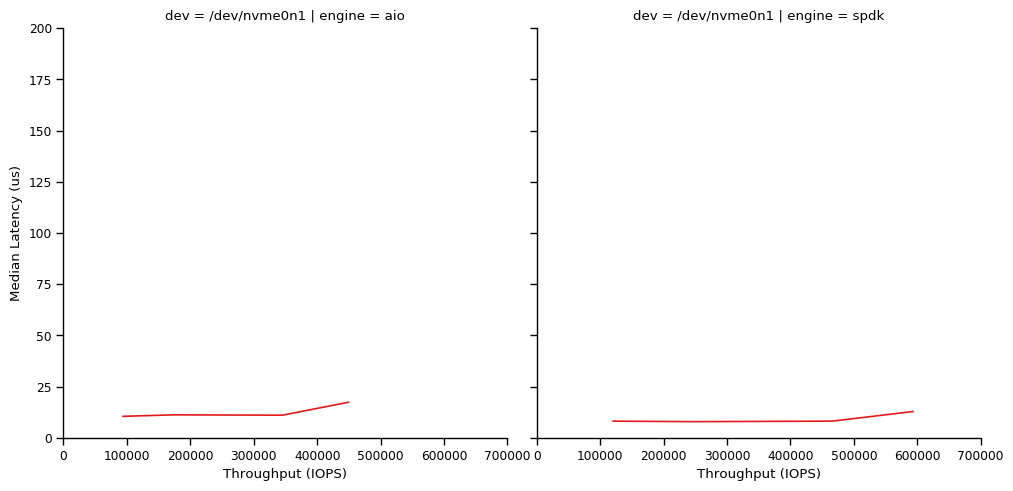 dev = /dev/nvme0n1 | engine = aio
dev = /dev/nvme0n1 | engine = spdk
Median Latency (us)
200
175
150
125
100
75
50
25
0
0 100000 200000 300000 400000 500000 600000 700000
0 100000 200000 300000 400000 500000 600000 700000
Throughput (IOPS)
Throughput (IOPS)